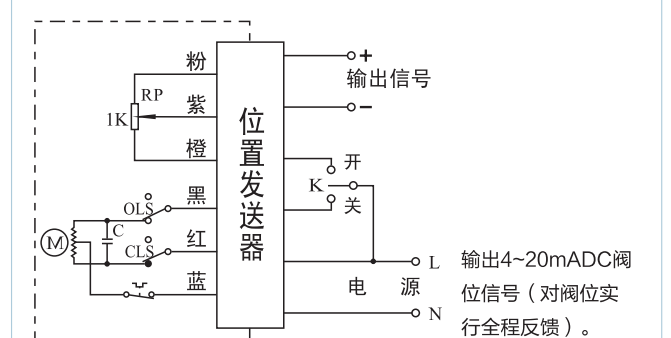 粉
+
输出信号
RP
1K
紫
−
橙
位置发送器
开
K
关
黑
OLS
C
M
红
CLS
蓝
L
电 源
N
输出4~20mADC阀
位信号（对阀位实
行全程反馈）。